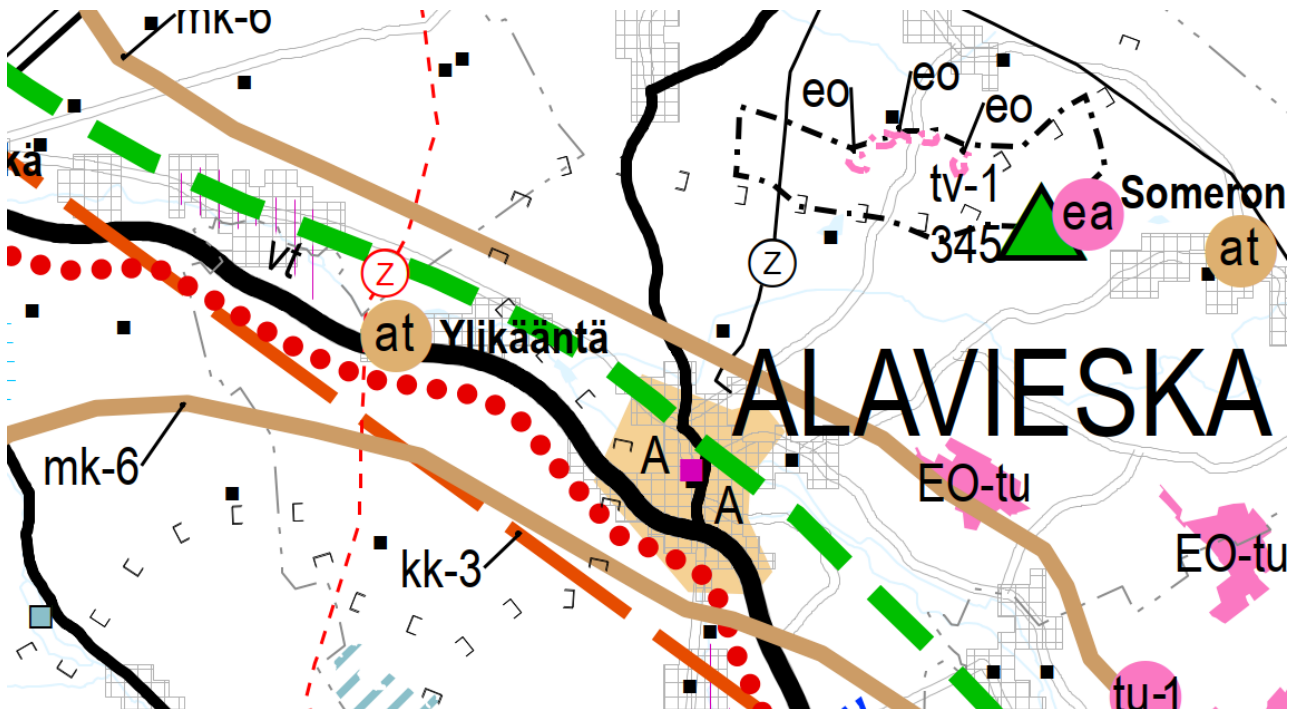 mk-6
eo
eo
eo
kä
tv-1
345
ea
Someron
at
vt
Z
Z
at
Ylikääntä
ALAVIESKA
mk-6
A
A
EO-tu
EO-tu
kk-3
tu-1